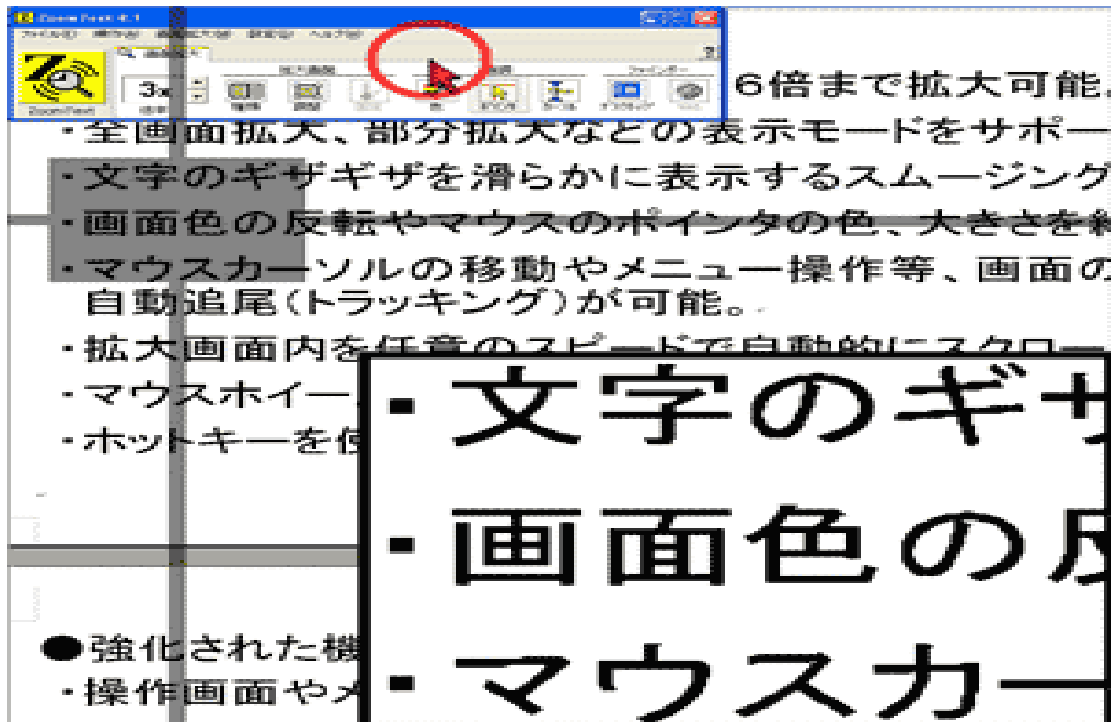 ZoomText 8.1
3x
ZoomText
6倍まで拡大可能。
・全画面拡大、部分拡大などの表示モードをサポー
・文字のギザギザを滑らかに表示するスムージング
・画面色の反転やマウスのポインタの色、大きさを
・マウスカーソルの移動やメニュー操作等、画面の
自動追尾(トラッキング)が可能。
・拡大画面内を任意のスピードで自動的にスクロー
・マウスホイー
・ホットキーを使
・文字のギザ
・画面色の反
・マウスカー
●強化された機
・操作画面やメ